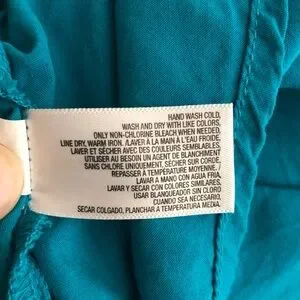 HAND WASH COLD,
WASH AND DRY WITH LIKE COLORS,
ONLY NON-CHLORINE BLEACH WHEN NEEDED,
LINE DRY, WARM IRON. /LAVER À LA MAIN À L'EAU FROIDE,
LAVER ET SÉCHER AVEC DES COULEURS SEMBLABLES,
UTILISER AU BESOIN UN AGENT DE BLANCHIMENT
SANS CHLORE UNIQUEMENT, SÉCHER SUR CORDE,
REPASSER À TEMPÉRATURE MOYENNE./
LAVAR A MANO CON AGUA FRIA,
LAVAR Y SECAR CON COLORES SIMILARES,
USAR BLANQUEADOR SIN CLORO
CUANDO SEA NECESARIO,
SECAR COLGADO, PLANCHAR A TEMPERATURA MEDIA.